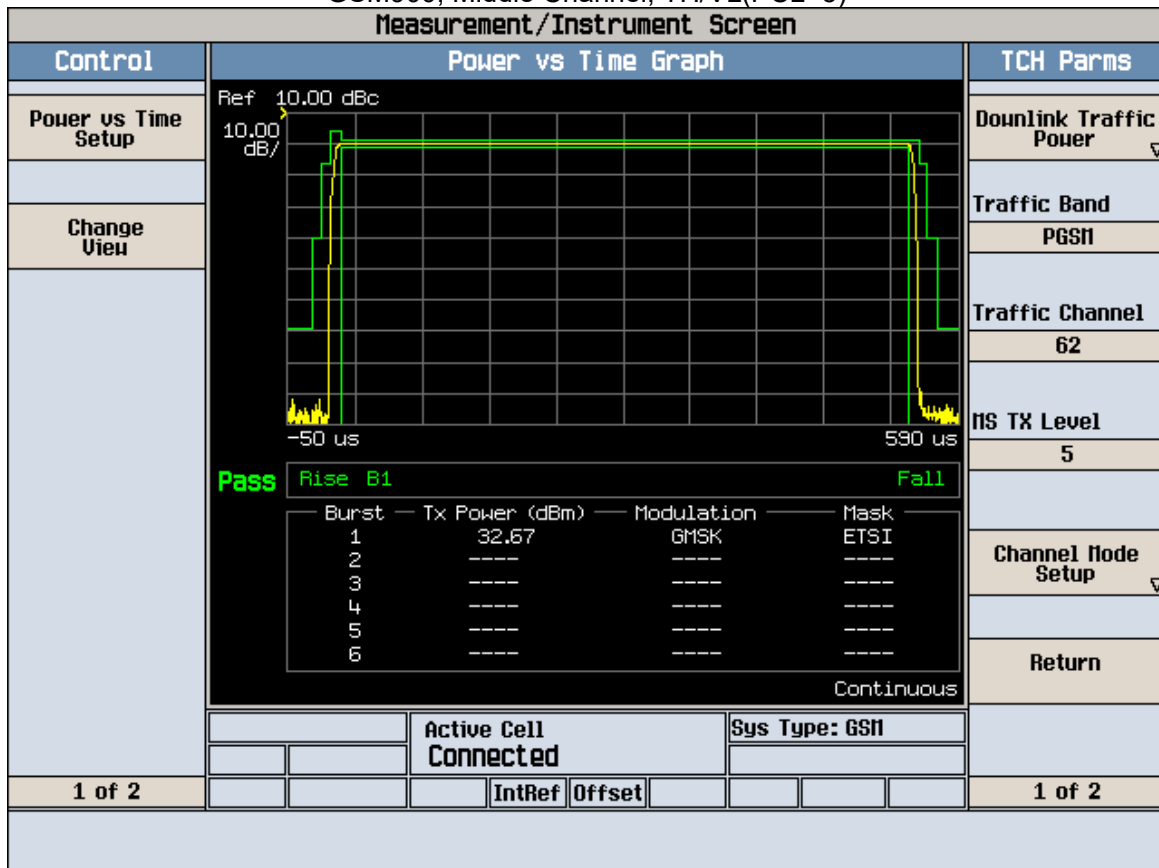 Measurement/Instrument Screen
Control
Power vs Time Graph
TCH Parms
Power vs Time
Setup
Change
View
1 of 2
Ref 10.00 dBc
10.00
dB/
-50 us
590 us
Pass
Rise B1
Fall
Burst Tx Power (dBm) Modulation Mask
1 32.67 GMSK ETSI
2 ---- ---- ----
3 ---- ---- ----
4 ---- ---- ----
5 ---- ---- ----
6 ---- ---- ----
Continuous
Active Cell
Connected
Sys Type: GSM
IntRef
Offset
Downlink Traffic
Power
Traffic Band
PGSM
Traffic Channel
62
MS TX Level
5
Channel Mode
Setup
Return
1 of 2